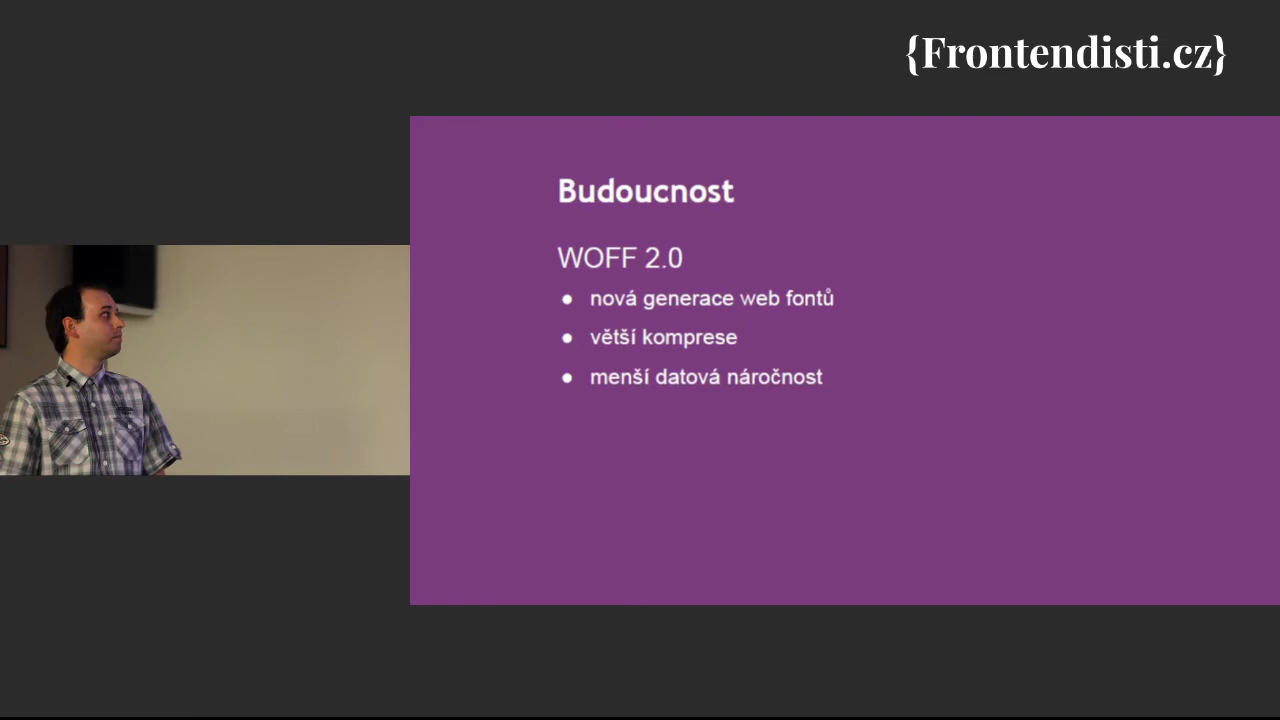 {Frontendisti.cz}
Budoucnost
WOFF 2.0
● nová generace web fontů
● větší komprese
● menší datová náročnost